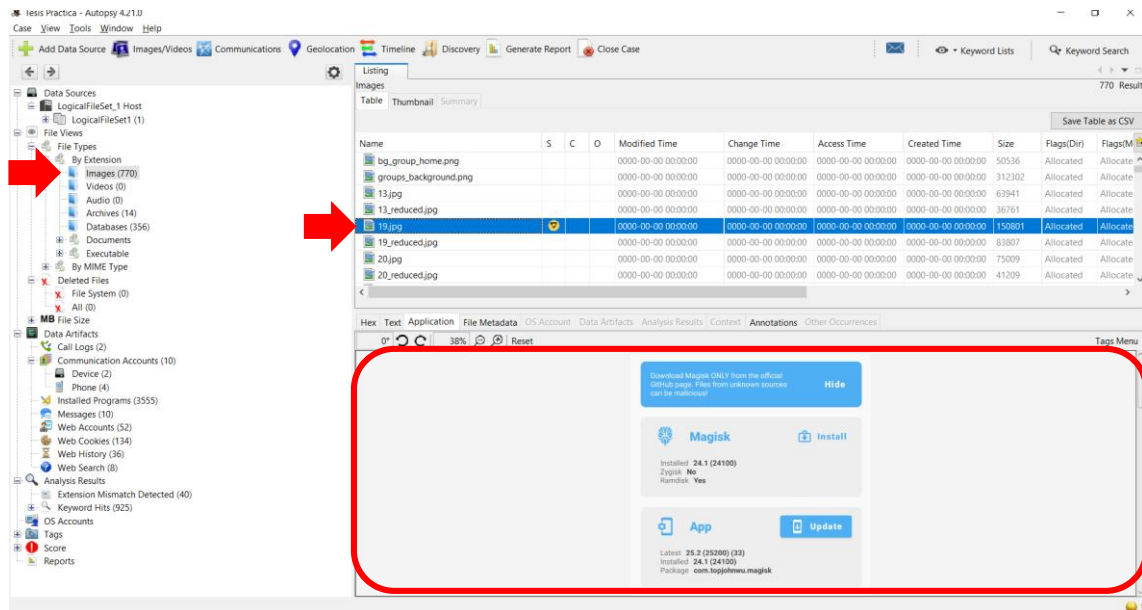 Tesis Practica - Autopsy 4.21.0
Case View Tools Window Help
Add Data Source Images/Videos Communications Geolocation Timeline Discovery Generate Report Close Case Keyword Lists Keyword Search
Data Sources
LogicalFileSet_1 Host
LogicalFileSet1 (1)
File Views
File Types
By Extension
Images (770)
Videos (0)
Audio (0)
Archives (14)
Databases (356)
Documents
Executable
By MIME Type
Deleted Files
File System (0)
All (0)
MB File Size
Data Artifacts
Call Logs (2)
Communication Accounts (10)
Device (2)
Phone (4)
Installed Programs (3555)
Messages (10)
Web Accounts (52)
Web Cookies (134)
Web History (36)
Web Search (8)
Analysis Results
Extension Mismatch Detected (40)
Keyword Hits (925)
OS Accounts
Tags
Score
Reports
Listing
Images
770 Result
Table Thumbnail Summary
Save Table as CSV
Name S C O Modified Time Change Time Access Time Created Time Size Flags(Dir) Flags(M
bg_group_home.png 0000-00-00 00:00:00 0000-00-00 00:00:00 0000-00-00 00:00:00 0000-00-00 00:00:00 50536 Allocated Allocate
groups_background.png 0000-00-00 00:00:00 0000-00-00 00:00:00 0000-00-00 00:00:00 0000-00-00 00:00:00 312302 Allocated Allocate
13.jpg 0000-00-00 00:00:00 0000-00-00 00:00:00 0000-00-00 00:00:00 0000-00-00 00:00:00 63941 Allocated Allocate
13_reduced.jpg 0000-00-00 00:00:00 0000-00-00 00:00:00 0000-00-00 00:00:00 0000-00-00 00:00:00 36761 Allocated Allocate
19.jpg 0000-00-00 00:00:00 0000-00-00 00:00:00 0000-00-00 00:00:00 0000-00-00 00:00:00 150801 Allocated Allocate
19_reduced.jpg 0000-00-00 00:00:00 0000-00-00 00:00:00 0000-00-00 00:00:00 0000-00-00 00:00:00 83807 Allocated Allocate
20.jpg 0000-00-00 00:00:00 0000-00-00 00:00:00 0000-00-00 00:00:00 0000-00-00 00:00:00 75009 Allocated Allocate
20_reduced.jpg 0000-00-00 00:00:00 0000-00-00 00:00:00 0000-00-00 00:00:00 0000-00-00 00:00:00 41209 Allocated Allocate
Hex Text Application File Metadata OS Account Data Artifacts Analysis Results Context Annotations Other Occurrences
0° 38% Reset Tags Menu
Download Magisk ONLY from the official
GitHub page. Files from unknown sources
can be malicious!
Hide
Magisk Install
Installed 24.1 (24100)
Zygisk No
Ramdisk Yes
App Update
Latest 25.2 (25200) (33)
Installed 24.1 (24100)
Package com.topjohnwu.magisk